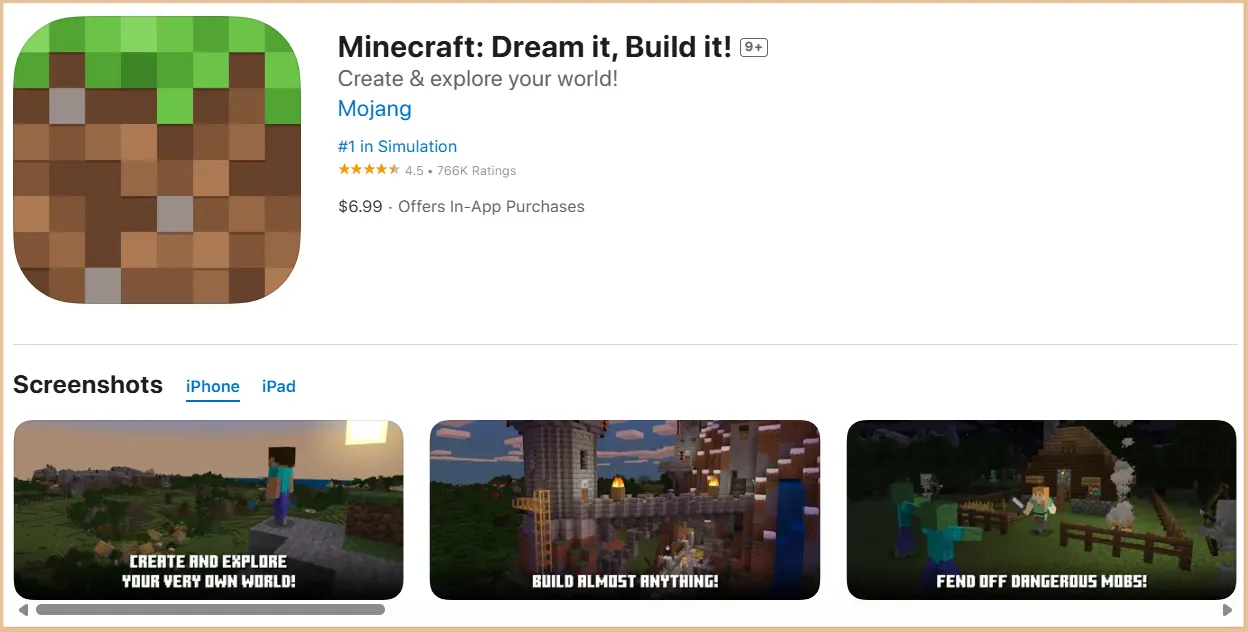 Minecraft: Dream it, Build it! 9+
Create & explore your world!
Mojang
#1 in Simulation
4.5 • 766K Ratings
$6.99 · Offers In-App Purchases
Screenshots iPhone iPad
CREATE AND EXPLORE
YOUR VERY OWN WORLD!
BUILD ALMOST ANYTHING!
FEND OFF DANGEROUS MOBS!